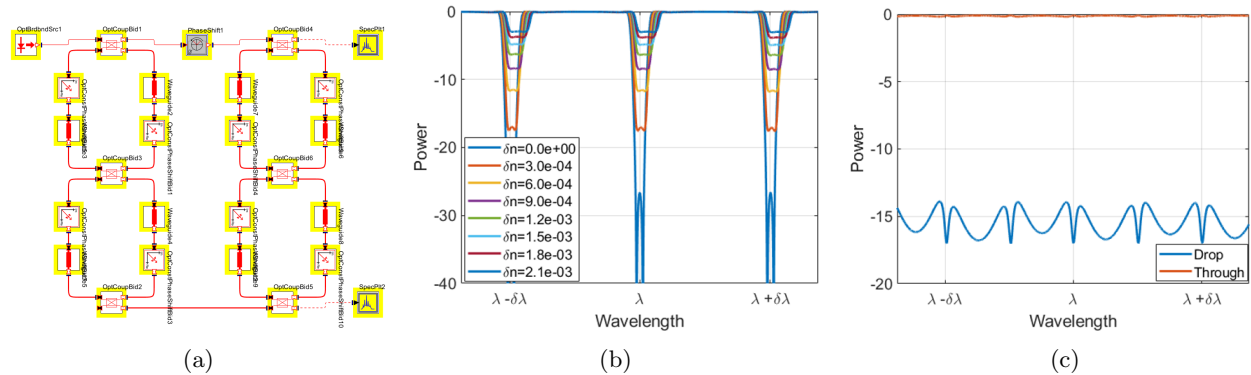 OptBrdbndSrc1
OptCoupBid1
PhaseShift1
OptCoupBid4
SpecPlt1
Waveguide2
Waveguide7
OptCoupBid3
OptCoupBid6
Waveguide4
Waveguide8
OptCoupBid2
OptConstPhaseShiftBid3
OptCoupBid5
OptConstPhaseShiftBid10
SpecPlt2
(a)
0
-10
-20
-30
-40
Power
δn=0.0e+00
δn=3.0e-04
δn=6.0e-04
δn=9.0e-04
δn=1.2e-03
δn=1.5e-03
δn=1.8e-03
δn=2.1e-03
λ -δλ
λ
λ +δλ
Wavelength
(b)
0
-5
-10
-15
-20
Power
Drop
Through
λ -δλ
λ
λ +δλ
Wavelength
(c)